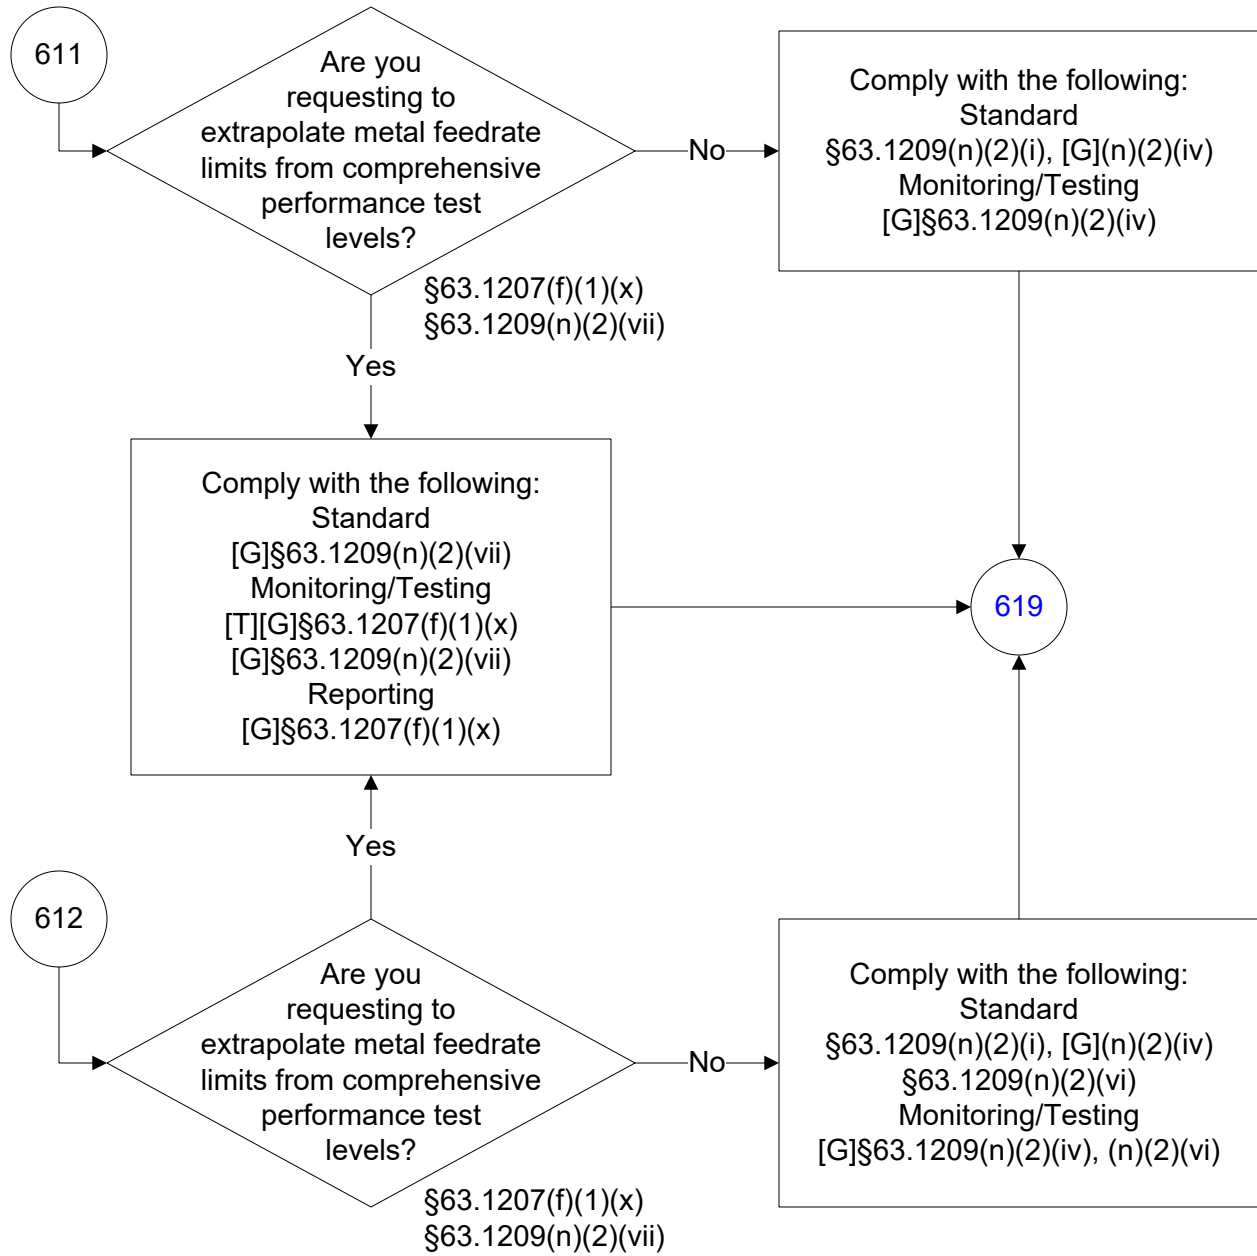 611
Are you
requesting to
extrapolate metal feedrate
limits from comprehensive
performance test
levels?
No
Comply with the following:
Standard
§63.1209(n)(2)(i), [G](n)(2)(iv)
Monitoring/Testing
[G]§63.1209(n)(2)(iv)
§63.1207(f)(1)(x)
§63.1209(n)(2)(vii)
Yes
Comply with the following:
Standard
[G]§63.1209(n)(2)(vii)
Monitoring/Testing
[T][G]§63.1207(f)(1)(x)
[G]§63.1209(n)(2)(vii)
Reporting
[G]§63.1207(f)(1)(x)
619
Yes
612
Are you
requesting to
extrapolate metal feedrate
limits from comprehensive
performance test
levels?
No
Comply with the following:
Standard
§63.1209(n)(2)(i), [G](n)(2)(iv)
§63.1209(n)(2)(vi)
Monitoring/Testing
[G]§63.1209(n)(2)(iv), (n)(2)(vi)
§63.1207(f)(1)(x)
§63.1209(n)(2)(vii)